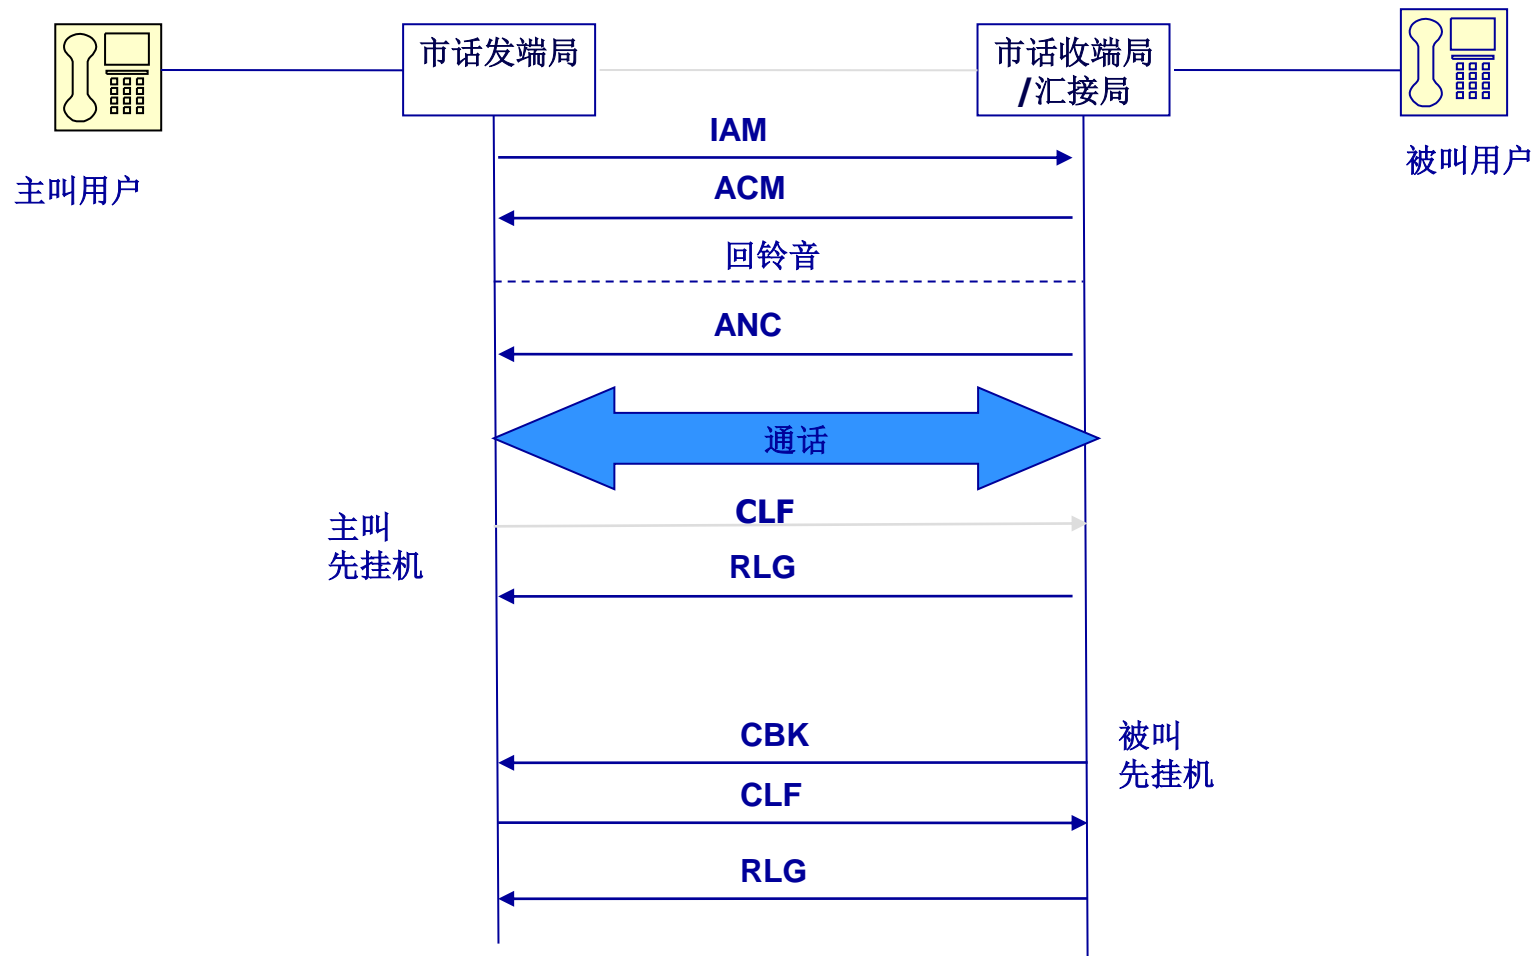 市话发端局
市话收端局
/汇接局
主叫用户
被叫用户
IAM
ACM
回铃音
ANC
通话
CLF
主叫
先挂机
RLG
CBK
被叫
先挂机
CLF
RLG